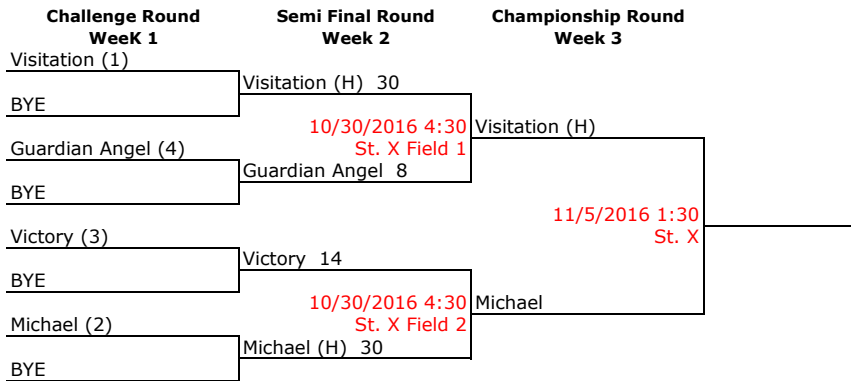 Challenge Round
WeeK 1
Semi Final Round
Week 2
Championship Round
Week 3
Visitation (1)
Visitation (H)  30
BYE
10/30/2016 4:30
St. X Field 1
Visitation (H)
Guardian Angel (4)
Guardian Angel  8
BYE
11/5/2016 1:30
St. X
Victory (3)
Victory  14
BYE
10/30/2016 4:30
St. X Field 2
Michael
Michael (2)
Michael (H)  30
BYE